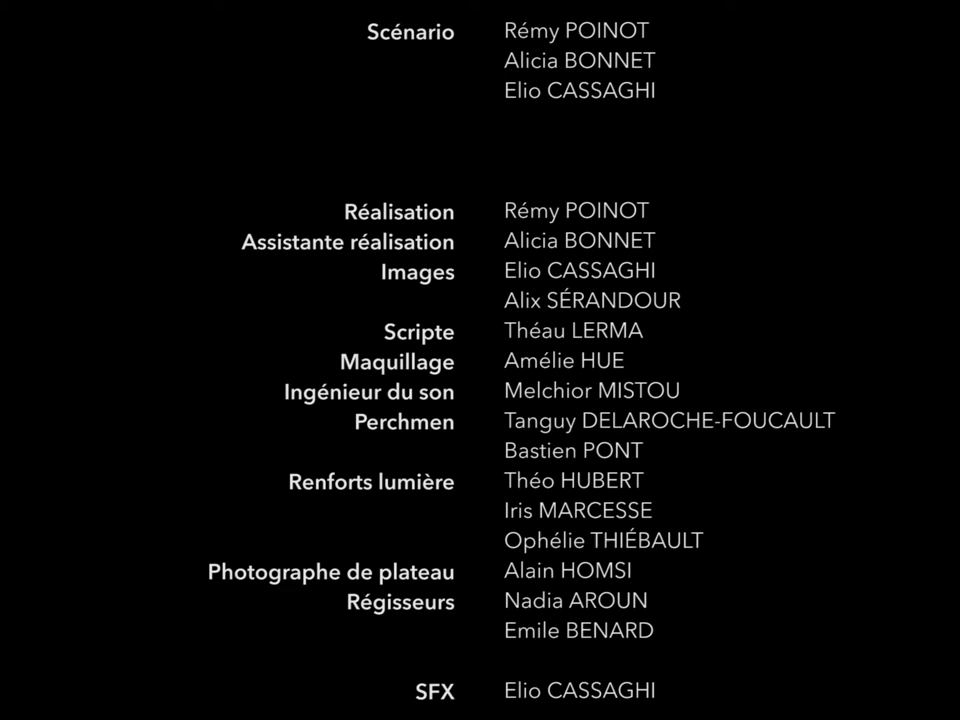 Scénario Rémy POINOT
Alicia BONNET
Elio CASSAGHI
Réalisation Rémy POINOT
Assistante réalisation Alicia BONNET
Images Elio CASSAGHI
Alix SÉRANDOUR
Scripte Théau LERMA
Maquillage Amélie HUE
Ingénieur du son Melchior MISTOU
Perchmen Tanguy DELAROCHE-FOUCAULT
Bastien PONT
Renforts lumière Théo HUBERT
Iris MARCESSE
Ophélie THIÉBAULT
Photographe de plateau Alain HOMSI
Régisseurs Nadia AROUN
Emile BENARD
SFX Elio CASSAGHI